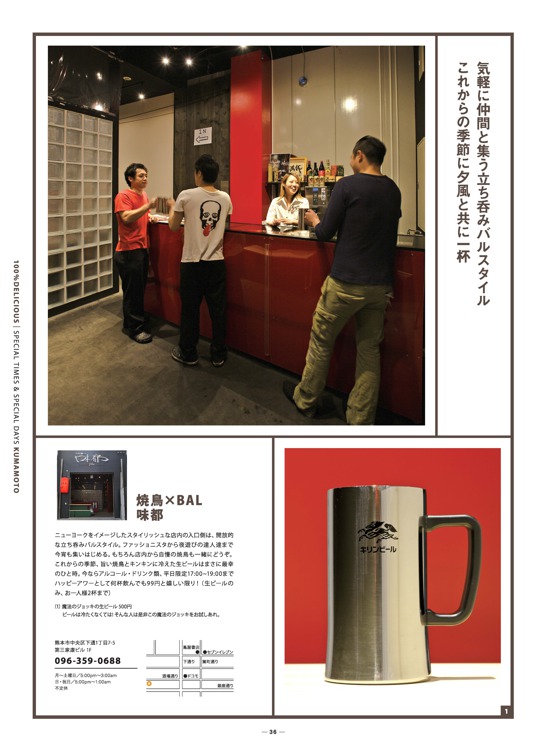 気軽に仲間と集う立ち呑みバルスタイル
これからの季節に夕風と共に一杯
100%DELICIOUS | SPECIAL TIMES & SPECIAL DAYS KUMAMOTO
焼鳥×BAL
味都
ニューヨークをイメージしたスタイリッシュな店内の入口側は、開放的
な立ち呑みバルスタイル。ファッショニスタから夜遊びの達人達まで
今宵も集いはじめる。もちろん店内から自慢の焼鳥も一緒にどうぞ。
これからの季節、旨い焼鳥とキンキンに冷えた生ビールはまさに最幸
のひと時。今ならアルコール・ドリンク類、平日限定17:00~19:00まで
ハッピーアワーとして何杯飲んでも99円と嬉しい限り!(生ビールの
み、お一人様2杯まで)
(1) 魔法のジョッキの生ビール 500円
ビールは冷たくなくては!そんな人は是非この魔法のジョッキをお試しあれ。
熊本市中央区下通1丁目7-5
第三家康ビル 1F
096-359-0688
月〜土曜日/5:00pm〜3:00am
日・祝日/5:00pm〜1:00am
不定休
セブンイレブン
下通り
銀座通り
ドコモ
キリンビール
1
— 36 —